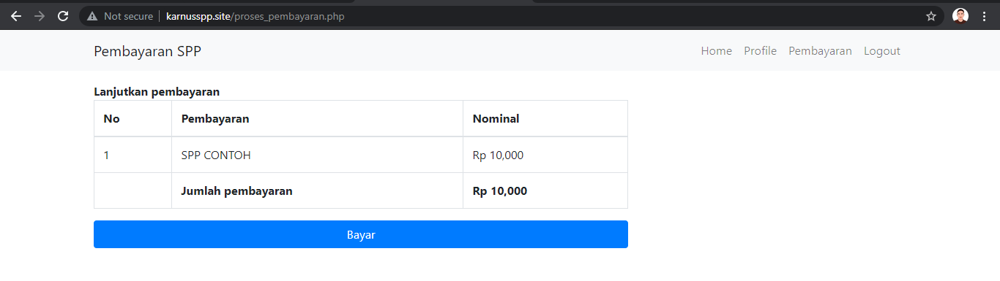 Not secure karnusspp.site/proses_pembayaran.php
Pembayaran SPP Home Profile Pembayaran Logout
Lanjutkan pembayaran
No Pembayaran Nominal
1 SPP CONTOH Rp 10,000
Jumlah pembayaran Rp 10,000
Bayar